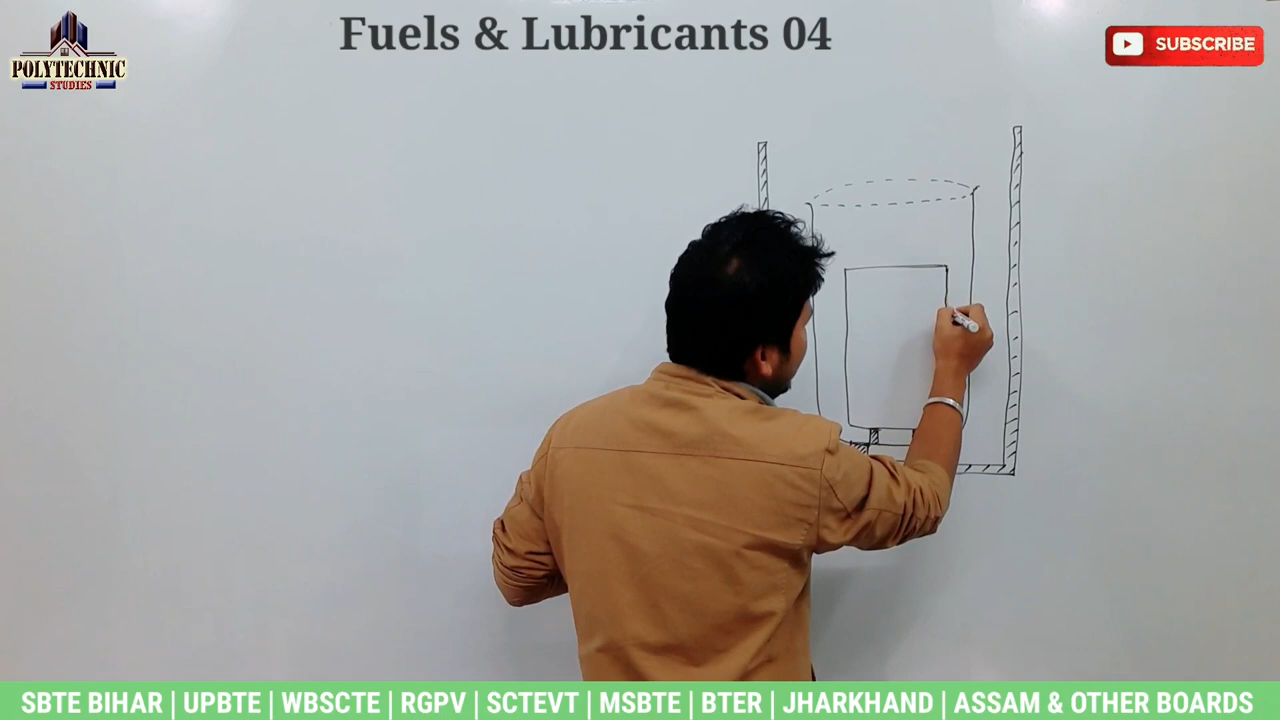 Fuels & Lubricants 04
POLYTECHNIC
STUDIES
SUBSCRIBE
SBTE BIHAR | UPBTE | WBSCTE | RGPV | SCTEVT | MSBTE | BTER | JHARKHAND | ASSAM & OTHER BOARDS